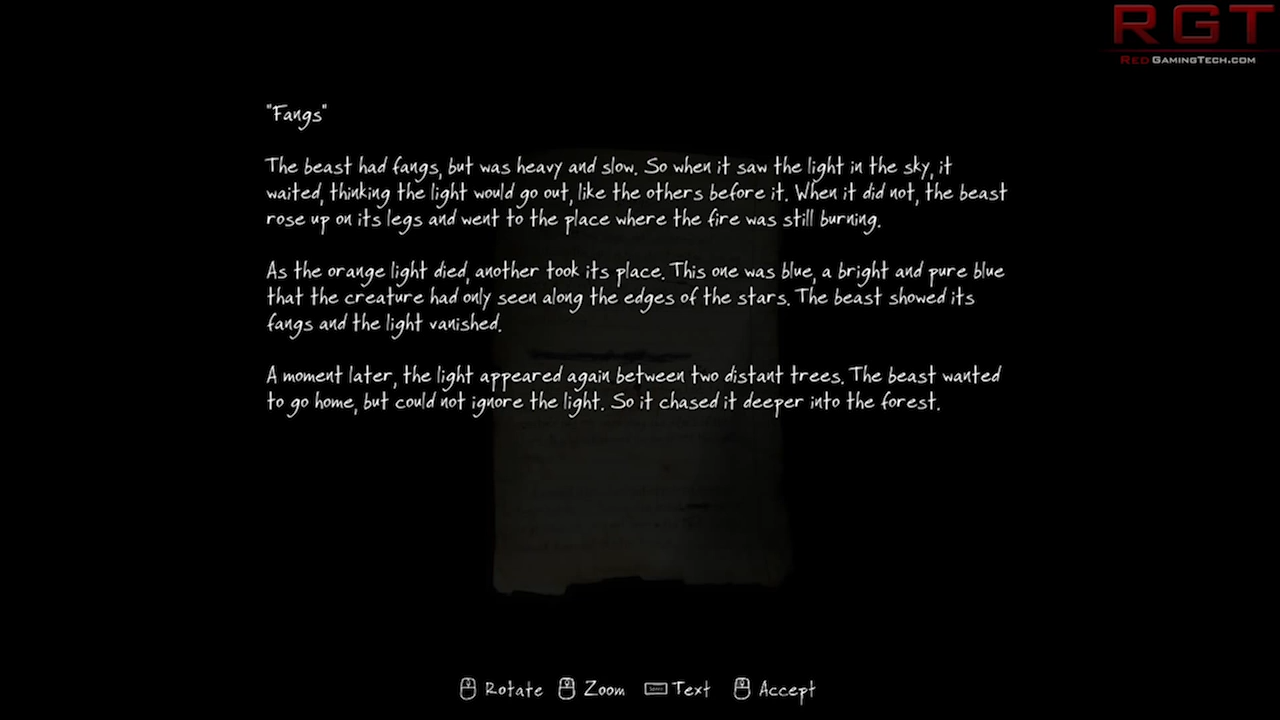 RGT
RedGamingTech.com
"Fangs"
The beast had fangs, but was heavy and slow. So when it saw the light in the sky, it
waited, thinking the light would go out, like the others before it. When it did not, the beast
rose up on its legs and went to the place where the fire was still burning.
As the orange light died, another took its place. This one was blue, a bright and pure blue
that the creature had only seen along the edges of the stars. The beast showed its
fangs and the light vanished.
A moment later, the light appeared again between two distant trees. The beast wanted
to go home, but could not ignore the light. So it chased it deeper into the forest.
Rotate Zoom Text Accept